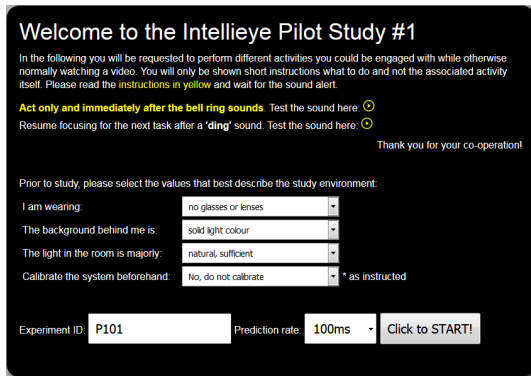 Welcome to the Intellieye Pilot Study #1
In the following you will be requested to perform different activities you could be engaged with while otherwise
normally watching a video. You will only be shown short instructions what to do and not the associated activity
itself. Please read the instructions in yellow and wait for the sound alert.
Act only and immediately after the bell ring sounds. Test the sound here:
Resume focusing for the next task after a 'ding' sound. Test the sound here:
Thank you for your co-operation!
Prior to study, please select the values that best describe the study environment:
I am wearing: no glasses or lenses
The background behind me is: solid light colour
The light in the room is majorly: natural, sufficient
Calibrate the system beforehand: No, do not calibrate * as instructed
Experiment ID: P101 Prediction rate: 100ms Click to START!